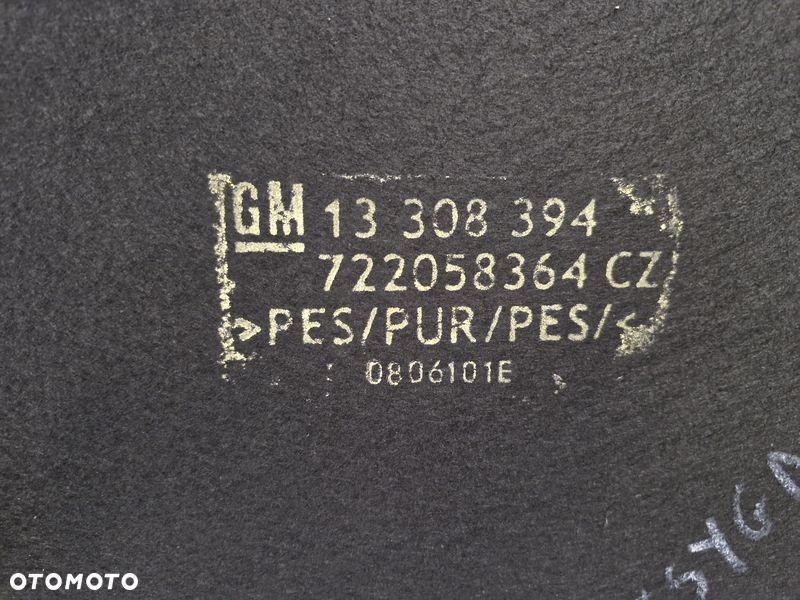 GM 13 308 394
722058364 CZ
>PES/PUR/PES/<
0806101E
OTOMOTO